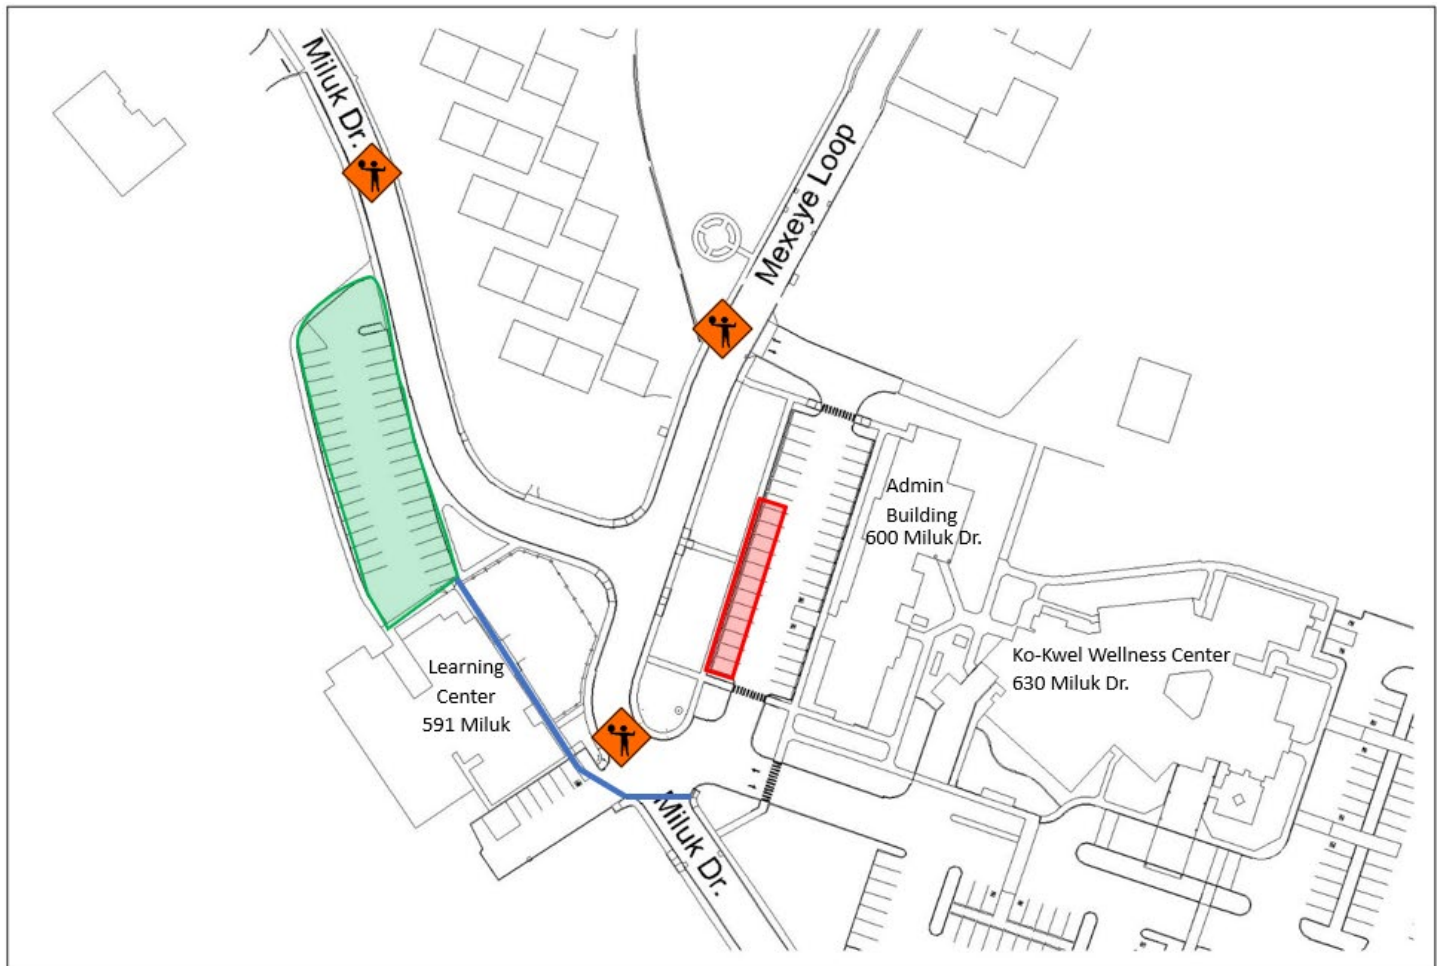 Miluk Dr.
Mexeye Loop
Admin
Building
600 Miluk Dr.
Learning
Center
591 Miluk
Ko-Kwel Wellness Center
630 Miluk Dr.
Miluk Dr.